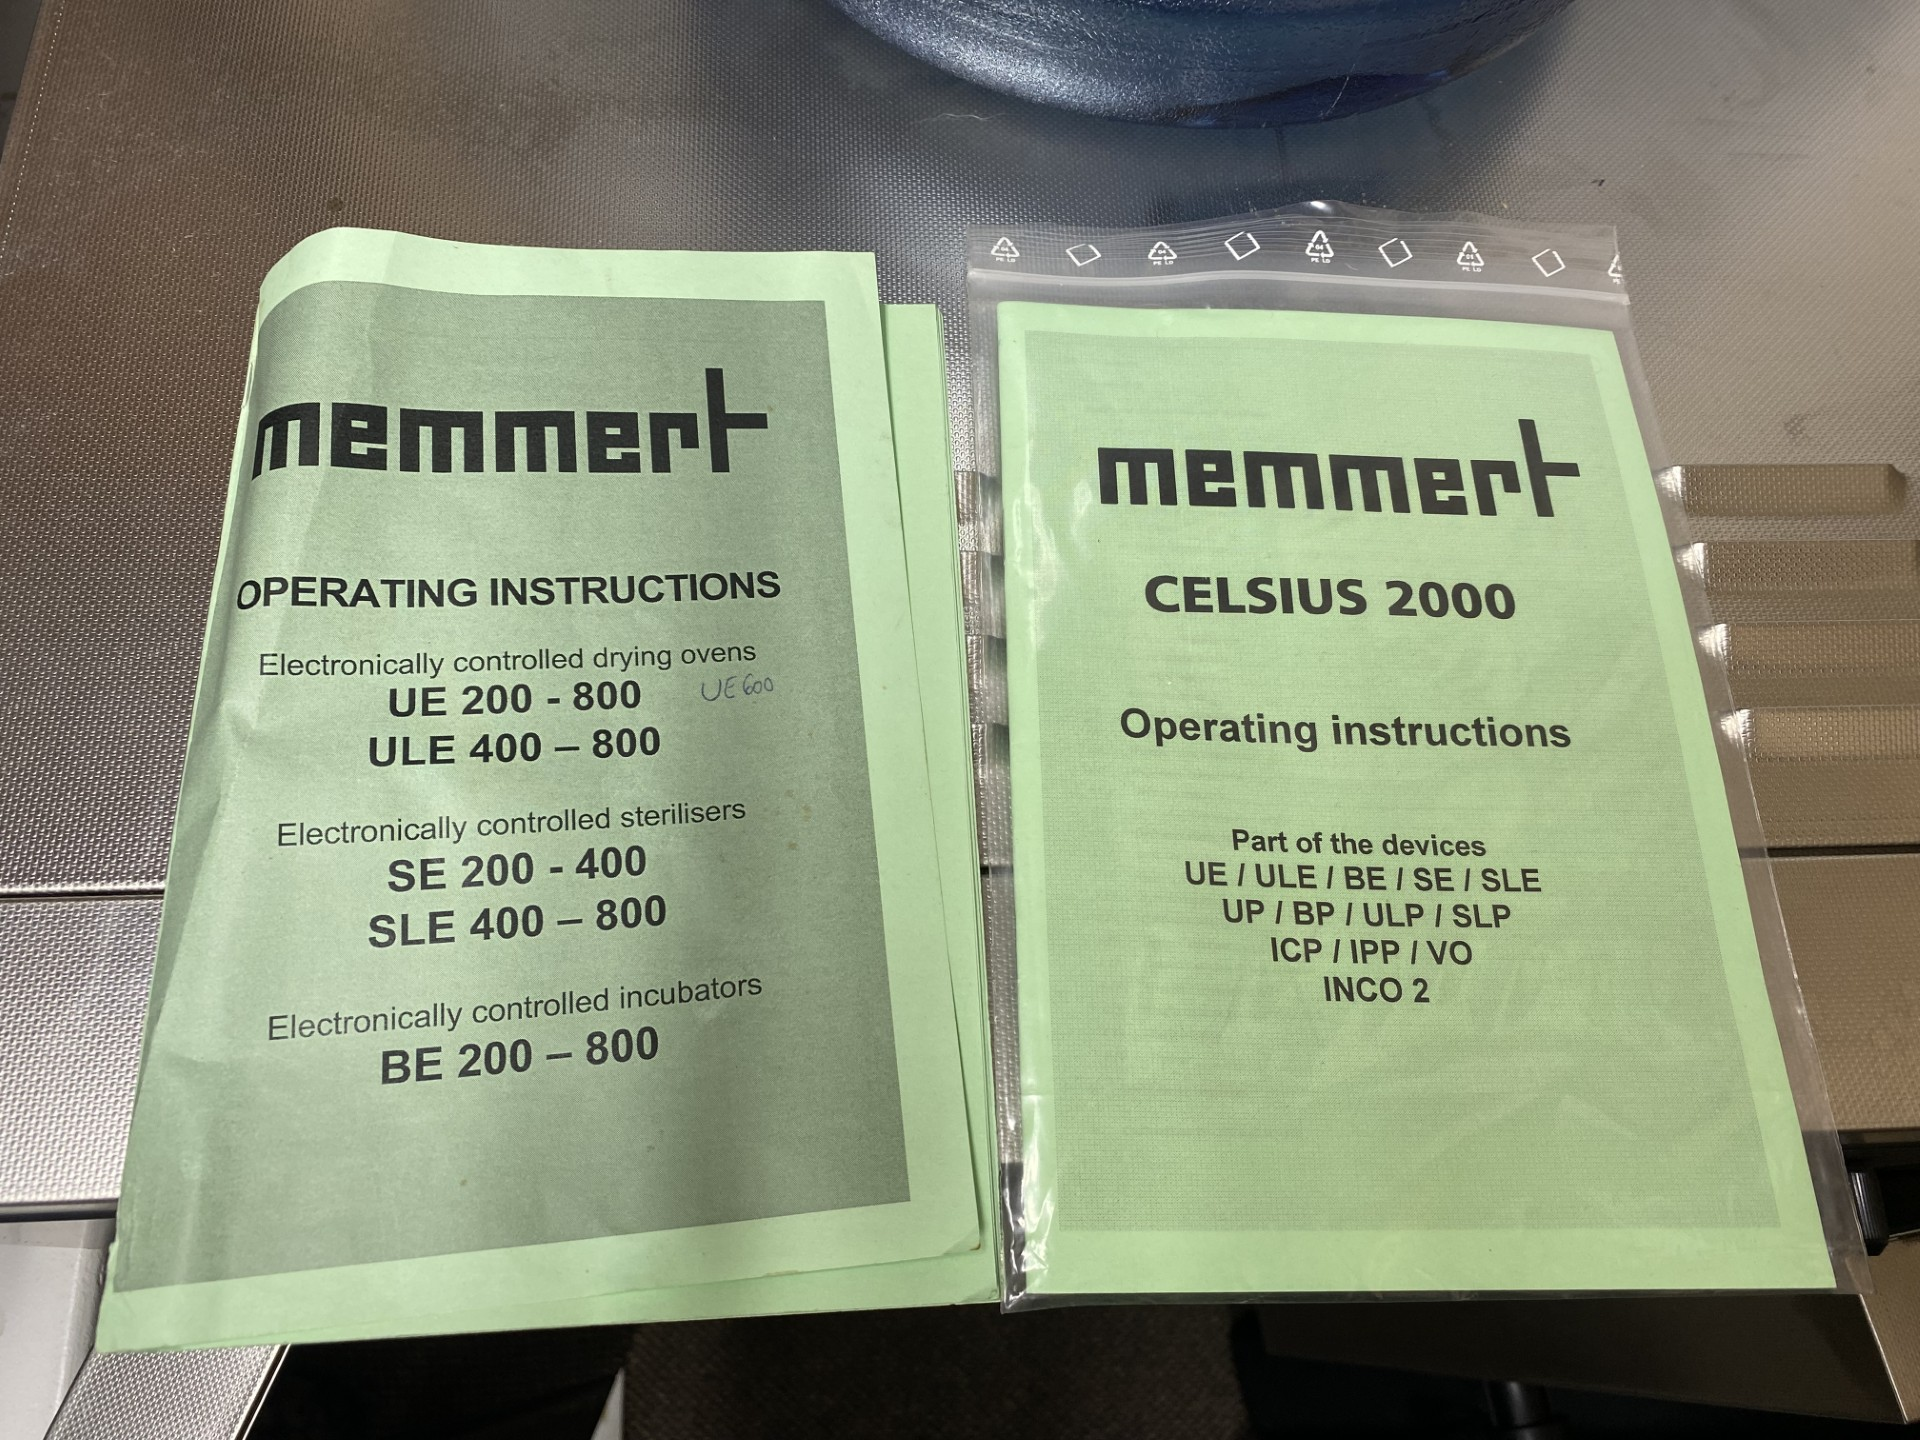 memmert
OPERATING INSTRUCTIONS
Electronically controlled drying ovens
UE 200 - 800 UE 600
ULE 400 – 800
Electronically controlled sterilisers
SE 200 - 400
SLE 400 – 800
Electronically controlled incubators
BE 200 – 800
memmert
CELSIUS 2000
Operating instructions
Part of the devices
UE / ULE / BE / SE / SLE
UP / BP / ULP / SLP
ICP / IPP / VO
INCO 2